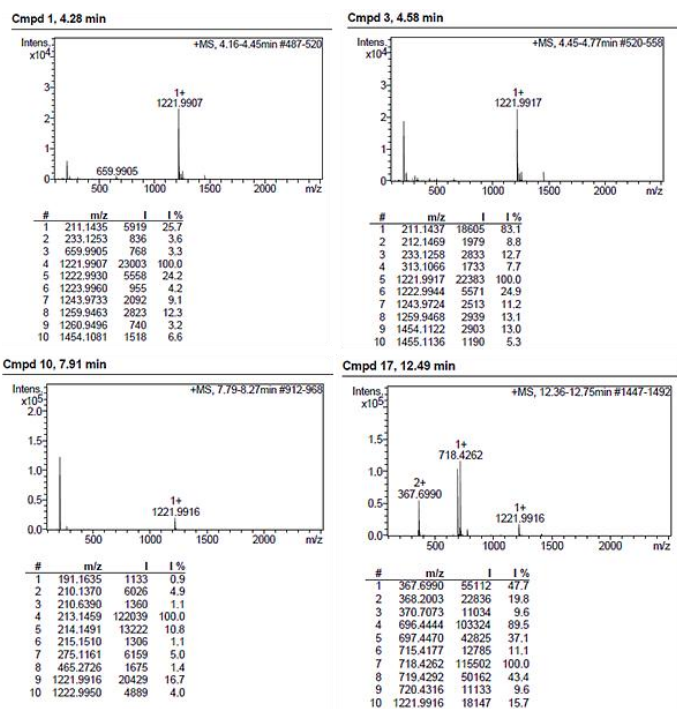 Cmpd 1, 4.28 min
Intens.
x10⁴
+MS, 4.16-4.45min #487-520
3
2
1
0
1+
1221.9907
659.9905
500 1000 1500 2000 m/z
# m/z I I %
1 211.1435 5919 25.7
2 233.1253 836 3.6
3 659.9905 768 3.3
4 1221.9907 23003 100.0
5 1222.9930 5558 24.2
6 1223.9960 955 4.2
7 1243.9733 2092 9.1
8 1259.9463 2823 12.3
9 1260.9496 740 3.2
10 1454.1081 1518 6.6
Cmpd 3, 4.58 min
Intens.
x10⁴
+MS, 4.45-4.77min #520-558
3
2
1
0
1+
1221.9917
500 1000 1500 2000 m/z
# m/z I I %
1 211.1437 18605 83.1
2 212.1469 1979 8.8
3 233.1258 2833 12.7
4 313.1066 1733 7.7
5 1221.9917 22383 100.0
6 1222.9944 5571 24.9
7 1243.9724 2513 11.2
8 1259.9468 2939 13.1
9 1454.1122 2903 13.0
10 1455.1136 1190 5.3
Cmpd 10, 7.91 min
Intens.
x10⁵
+MS, 7.79-8.27min #912-968
2.0
1.5
1.0
0.5
0.0
1+
1221.9916
500 1000 1500 2000 m/z
# m/z I I %
1 191.1635 1133 0.9
2 210.1370 6026 4.9
3 210.6390 1360 1.1
4 213.1459 122039 100.0
5 214.1491 13222 10.8
6 215.1510 1306 1.1
7 275.1161 6159 5.0
8 465.2726 1675 1.4
9 1221.9916 20429 16.7
10 1222.9950 4889 4.0
Cmpd 17, 12.49 min
Intens.
x10⁵
+MS, 12.36-12.75min #1447-1492
1.5
1.0
0.5
0.0
1+
718.4262
2+
367.6990
1+
1221.9916
500 1000 1500 2000 m/z
# m/z I I %
1 367.6990 55112 47.7
2 368.2003 22836 19.8
3 370.7073 11034 9.6
4 696.4444 103324 89.5
5 697.4470 42825 37.1
6 715.4177 12785 11.1
7 718.4262 115502 100.0
8 719.4292 50162 43.4
9 720.4316 11133 9.6
10 1221.9916 18147 15.7